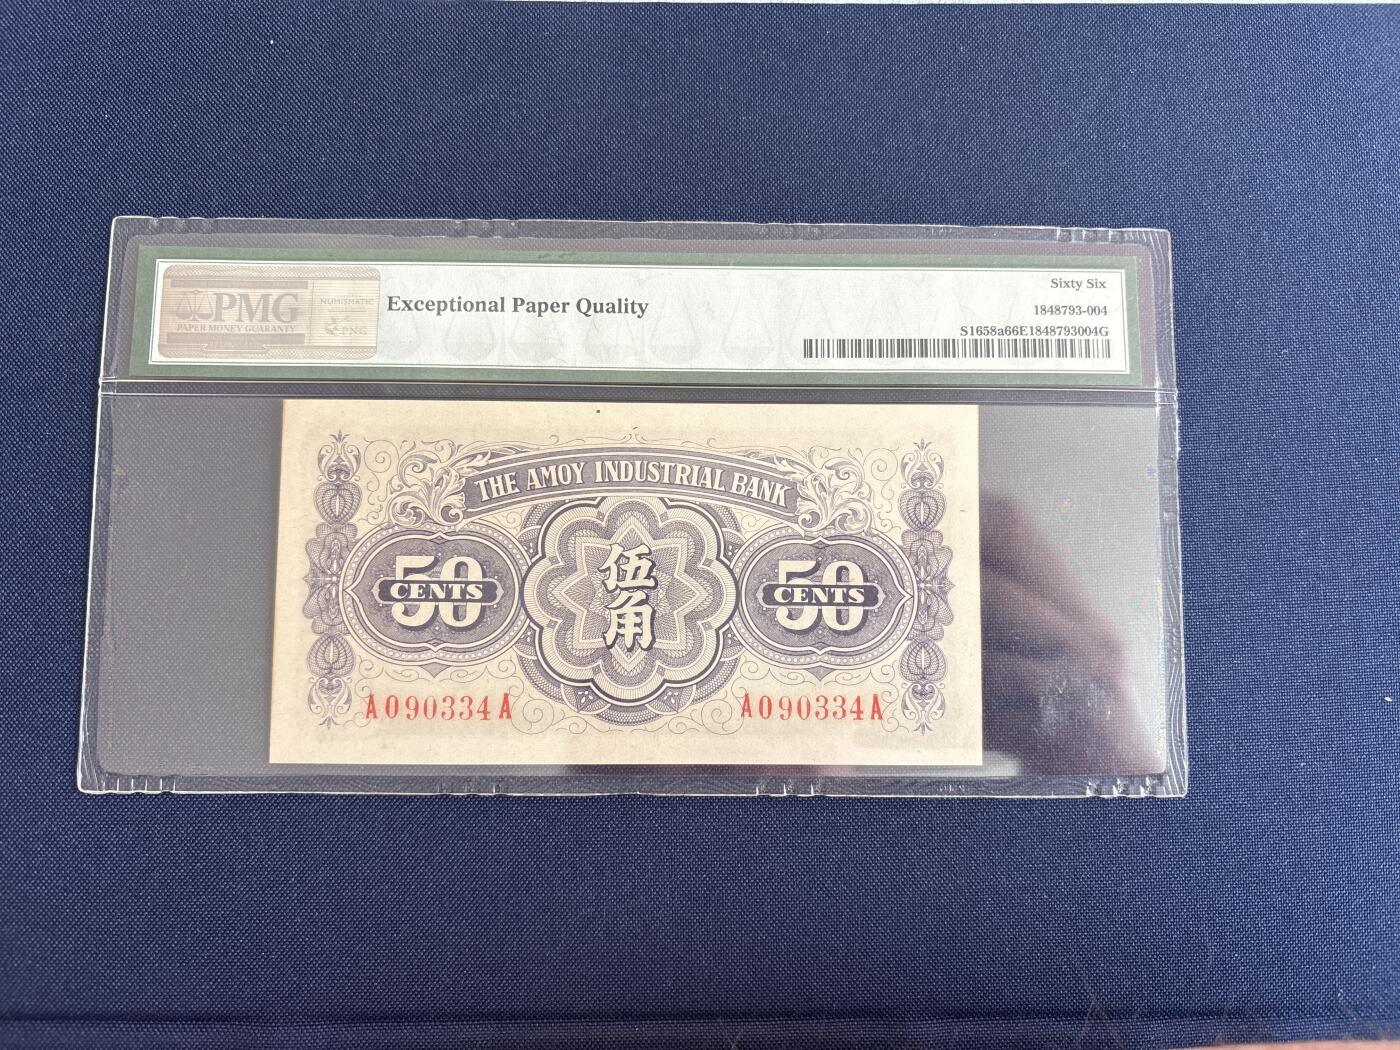 PMG
PAPER MONEY GUARANTY
NUMISMATIC
PNG
Exceptional Paper Quality
Sixty Six
1848793-004
S1658a66E1848793004G
THE AMOY INDUSTRIAL BANK
50
CENTS
伍角
50
CENTS
A090334A
A090334A